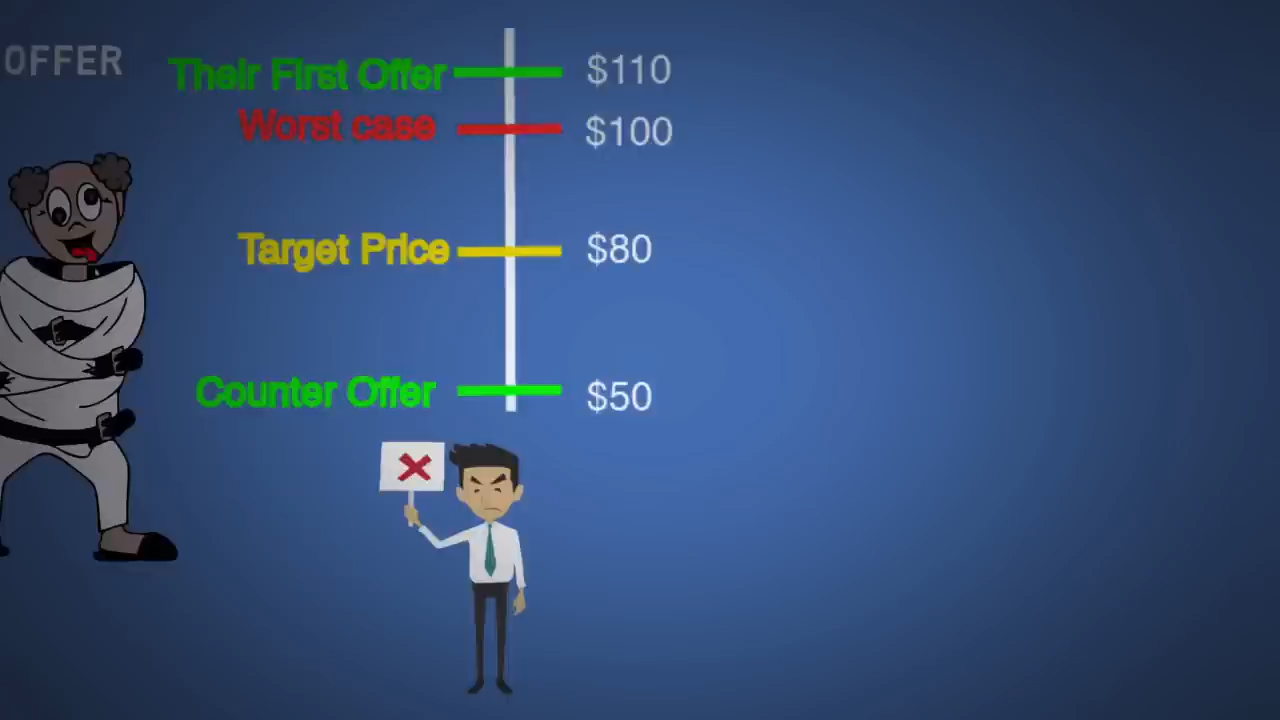 OFFER
Their First Offer $110
Worst case $100
Target Price $80
Counter Offer $50